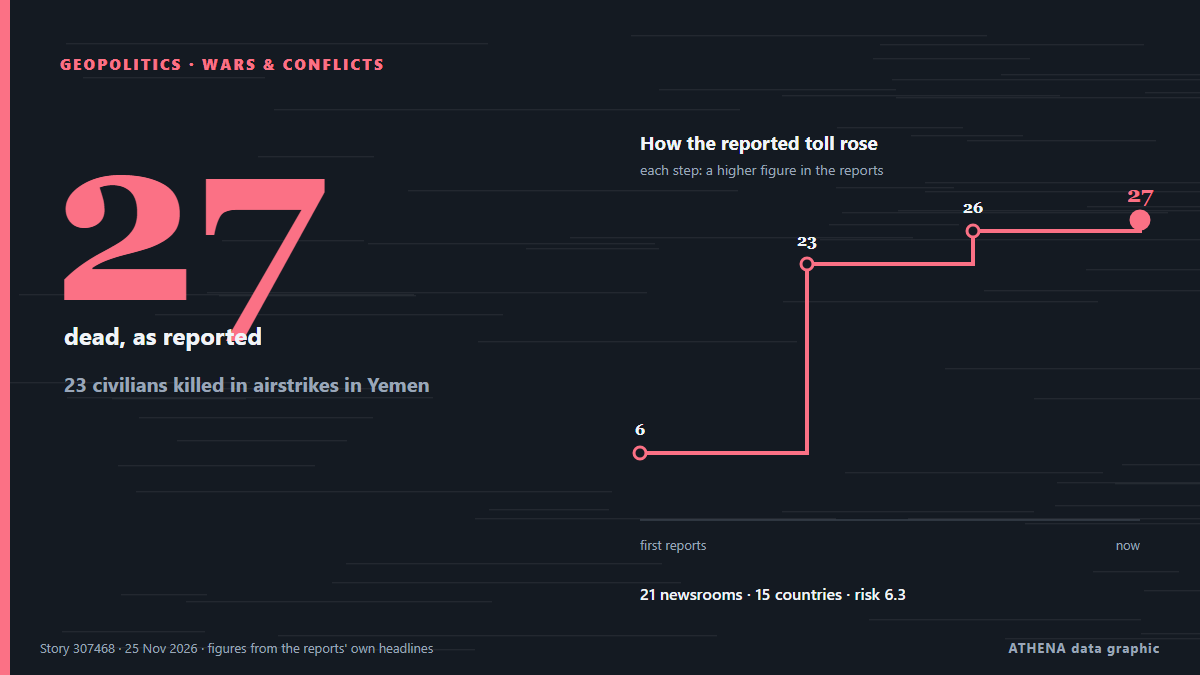 GEOPOLITICS · WARS & CONFLICTS
27
dead, as reported
23 civilians killed in airstrikes in Yemen
How the reported toll rose
each step: a higher figure in the reports
6
23
26
27
first reports
now
21 newsrooms · 15 countries · risk 6.3
Story 307468 · 25 Nov 2026 · figures from the reports' own headlines
ATHENA data graphic